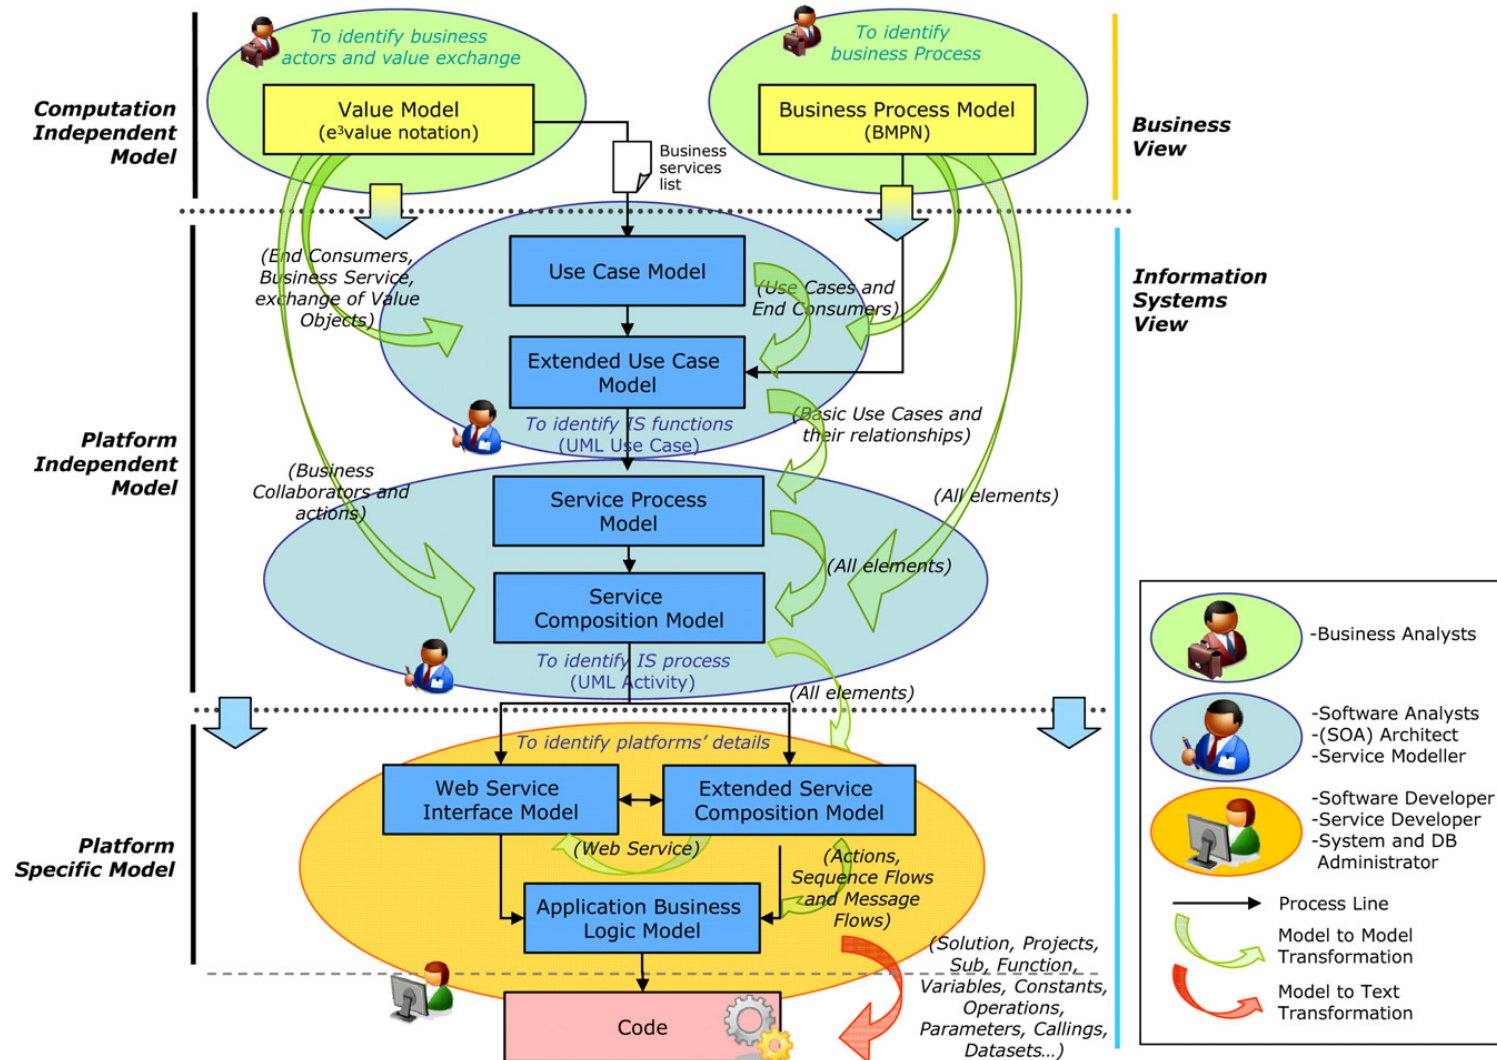 To identify business
actors and value exchange
Value Model
(e³value notation)
To identify
business Process
Business Process Model
(BMPN)
Computation
Independent
Model
Business
View
Business
services
list
(End Consumers,
Business Service,
exchange of Value
Objects)
Use Case Model
(Use Cases and
End Consumers)
Information
Systems
View
Extended Use Case
Model
To identify IS functions
(UML Use Case)
(Basic Use Cases and
their relationships)
Platform
Independent
Model
(Business
Collaborators and
actions)
Service Process
Model
(All elements)
(All elements)
Service
Composition Model
To identify IS process
(UML Activity)
(All elements)
To identify platforms’ details
Web Service
Interface Model
Extended Service
Composition Model
(Web Service)
(Actions,
Sequence Flows
and Message
Flows)
Platform
Specific Model
Application Business
Logic Model
(Solution, Projects,
Sub, Function,
Variables, Constants,
Operations,
Parameters, Callings,
Datasets...)
Code
-Business Analysts
-Software Analysts
-(SOA) Architect
-Service Modeller
-Software Developer
-Service Developer
-System and DB
Administrator
Process Line
Model to Model
Transformation
Model to Text
Transformation